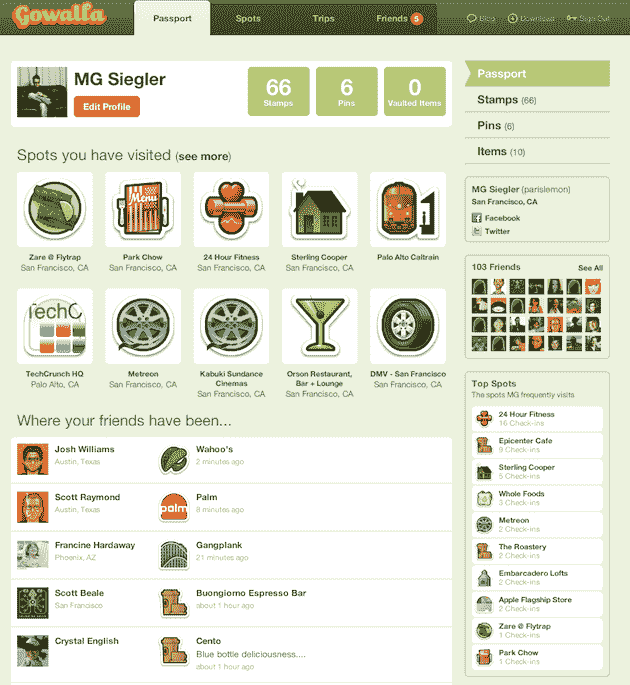 Gowalla
Passport
Spots
Trips
Friends 5
Blog
Download
Sign Out
MG Siegler
Edit Profile
66
Stamps
6
Pins
0
Vaulted Items
Spots you have visited (see more)
Menu
1
Zare @ Flytrap
San Francisco, CA
Park Chow
San Francisco, CA
24 Hour Fitness
San Francisco, CA
Sterling Cooper
San Francisco, CA
Palo Alto Caltrain
TechC
TechCrunch HQ
Palo Alto, CA
Metreon
San Francisco, CA
Kabuki Sundance
Cinemas
San Francisco, CA
Orson Restaurant,
Bar + Lounge
San Francisco, CA
DMV - San Francisco
San Francisco, CA
Where your friends have been...
Josh Williams
Austin, Texas
Wahoo's
2 minutes ago
Scott Raymond
Austin, Texas
palm
Palm
8 minutes ago
Francine Hardaway
Phoenix, AZ
Gangplank
21 minutes ago
Scott Beale
San Francisco
Buongiorno Espresso Bar
about 1 hour ago
Crystal English
Cento
Blue bottle deliciousness....
about 1 hour ago
Passport
Stamps (66)
Pins (6)
Items (10)
MG Siegler (parislemon)
San Francisco, CA
Facebook
Twitter
103 Friends
See All
Top Spots
The spots MG frequently visits
24 Hour Fitness
16 Check-ins
Epicenter Cafe
9 Check-ins
Sterling Cooper
5 Check-ins
Whole Foods
3 Check-ins
Metreon
2 Check-ins
The Roastery
2 Check-ins
Embarcadero Lofts
2 Check-ins
Apple Flagship Store
2 Check-ins
Zare @ Flytrap
1 Check-ins
Park Chow
1 Check-ins